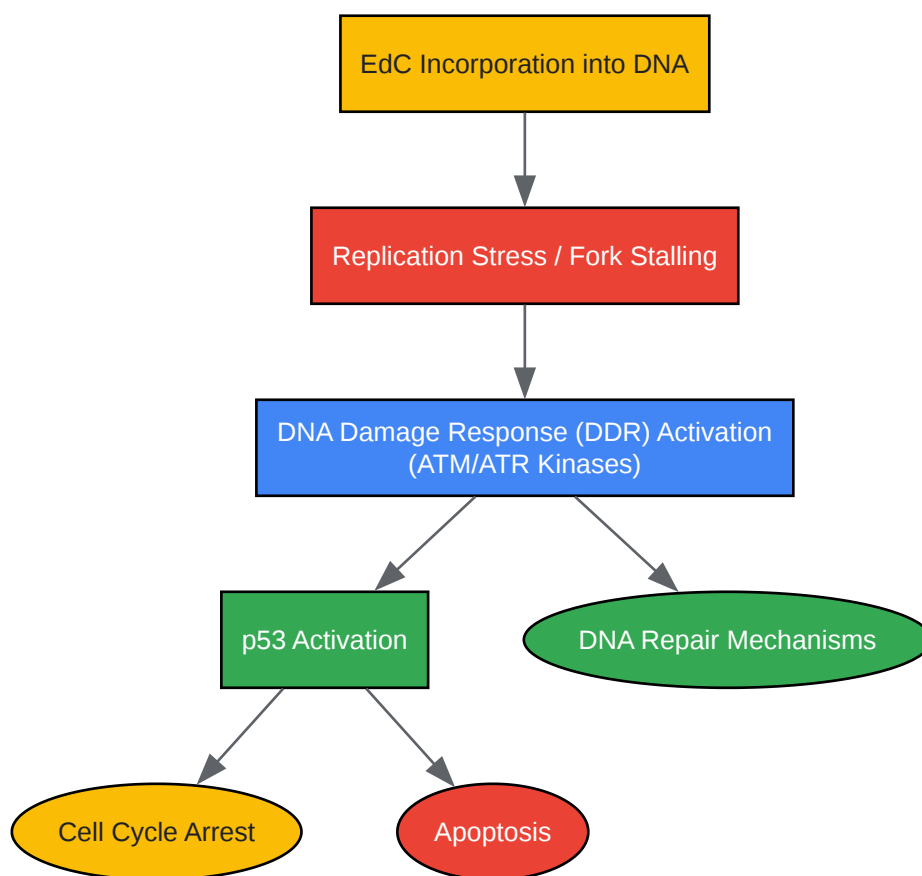 EdC Incorporation into DNA
Replication Stress / Fork Stalling
DNA Damage Response (DDR) Activation
(ATM/ATR Kinases)
p53 Activation
DNA Repair Mechanisms
Cell Cycle Arrest
Apoptosis